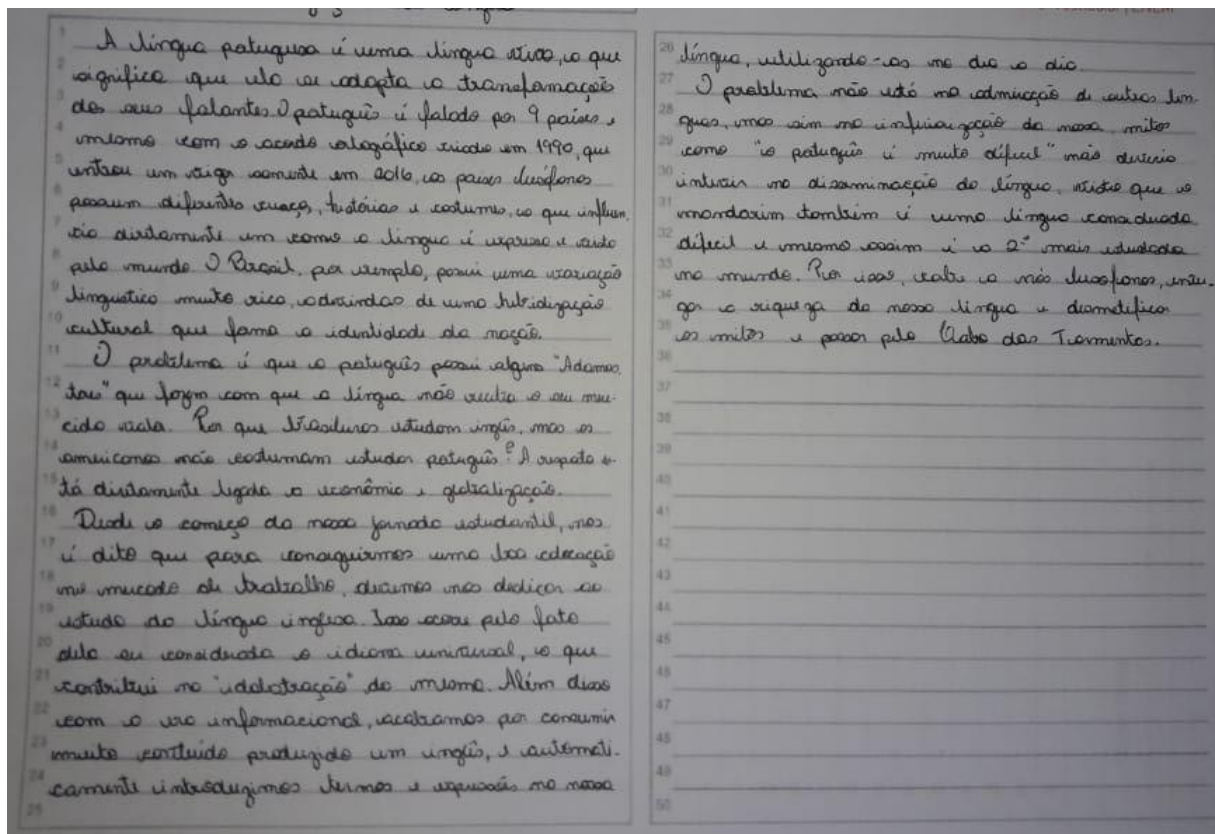 A língua portuguesa é uma língua viva, o que
significa que ela se adapta a transformação
dos seus falantes. O português é falado por 9 países,
mesmo com o acordo ortográfico criado em 1990, que
entrou em vigor somente em 2016, os países lusófonos
possuem diferentes raças, histórias e costumes, o que influen-
cia diretamente em como a língua é expressa e vista
pelo mundo. O Brasil, por exemplo, possui uma variação
linguística muito rica, advindas de uma hibridização
cultural que forma a identidade da nação.
O problema é que o português possui alguns "Adamas-
tores" que fazem com que a língua não receba o seu mere-
cido valor. Por que brasileiros estudam inglês, mas os
americanos não costumam estudar português? A resposta es-
tá diretamente ligada a economia e globalização.
Desde o começo da nossa jornada estudantil, nos
é dito que para conseguirmos uma boa colocação
no mercado de trabalho, devemos nos dedicar ao
estudo da língua inglesa. Isso ocorre pelo fato
dela ser considerada o idioma universal, o que
contribui na "idolatração" do mesmo. Além disso
com a era informacional, acabamos por consumir
muito conteúdo produzido em inglês, e automati-
camente introduzimos termos e expressões na nossa
língua, utilizando-as no dia a dia.
O problema não está na admiração de outras lín-
guas, mas sim na inferiorização da nossa, mitos
como "o português é muito difícil" não deveria
intervir na disseminação da língua, visto que o
mandarim também é uma língua considerada
difícil e mesmo assim é a 2ª mais estudada
no mundo. Por isso, cabe a nós lusofonos, enxer-
gar a riqueza da nossa língua e desmistificar
os mitos e passar pelo Cabo das Tormentas.